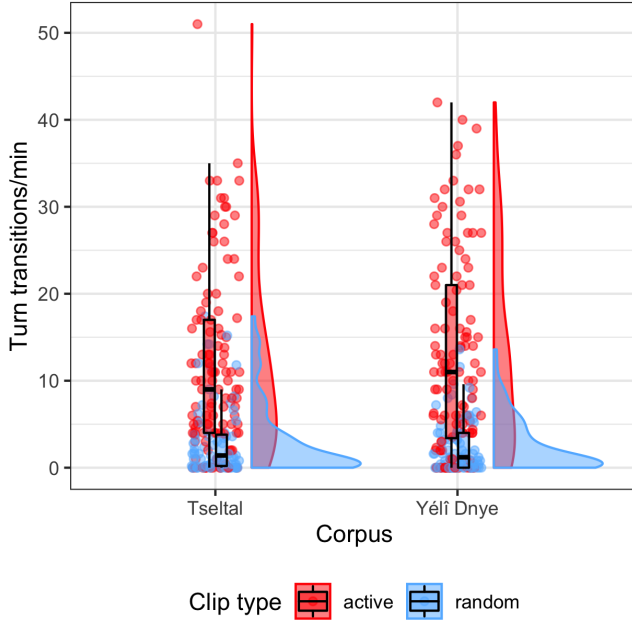 Turn transitions/min
50
40
30
20
10
0
Tseltal
Yélî Dnye
Corpus
Clip type
active
random